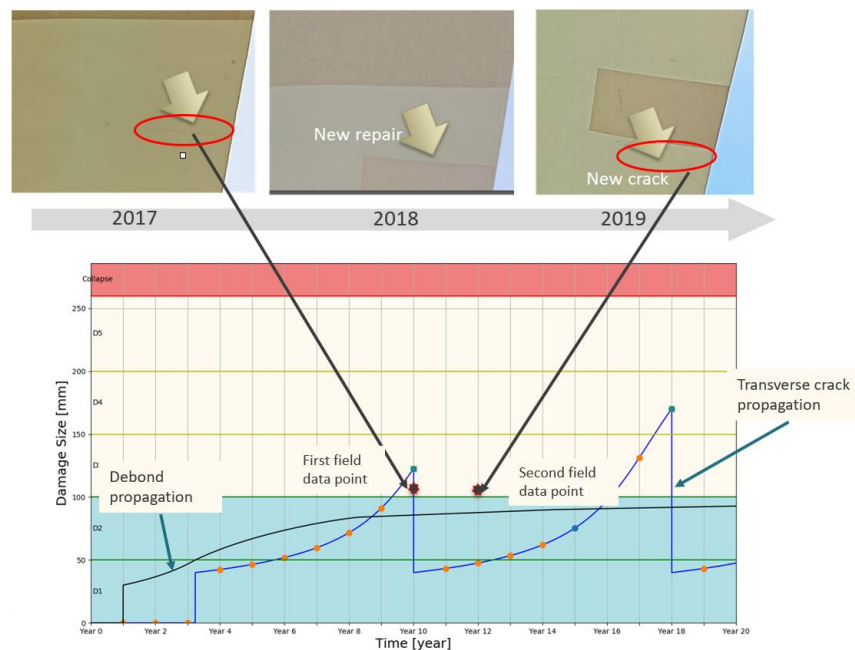 New repair
New crack
2017
2018
2019
Collapse
250
D5
200
D4
150
100
D2
50
D1
0
Damage Size [mm]
Debond
propagation
First field
data point
Second field
data point
Transverse crack
propagation
Year 0
Year 2
Year 4
Year 6
Year 8
Year 10
Year 12
Year 14
Year 16
Year 18
Year 20
Time [year]